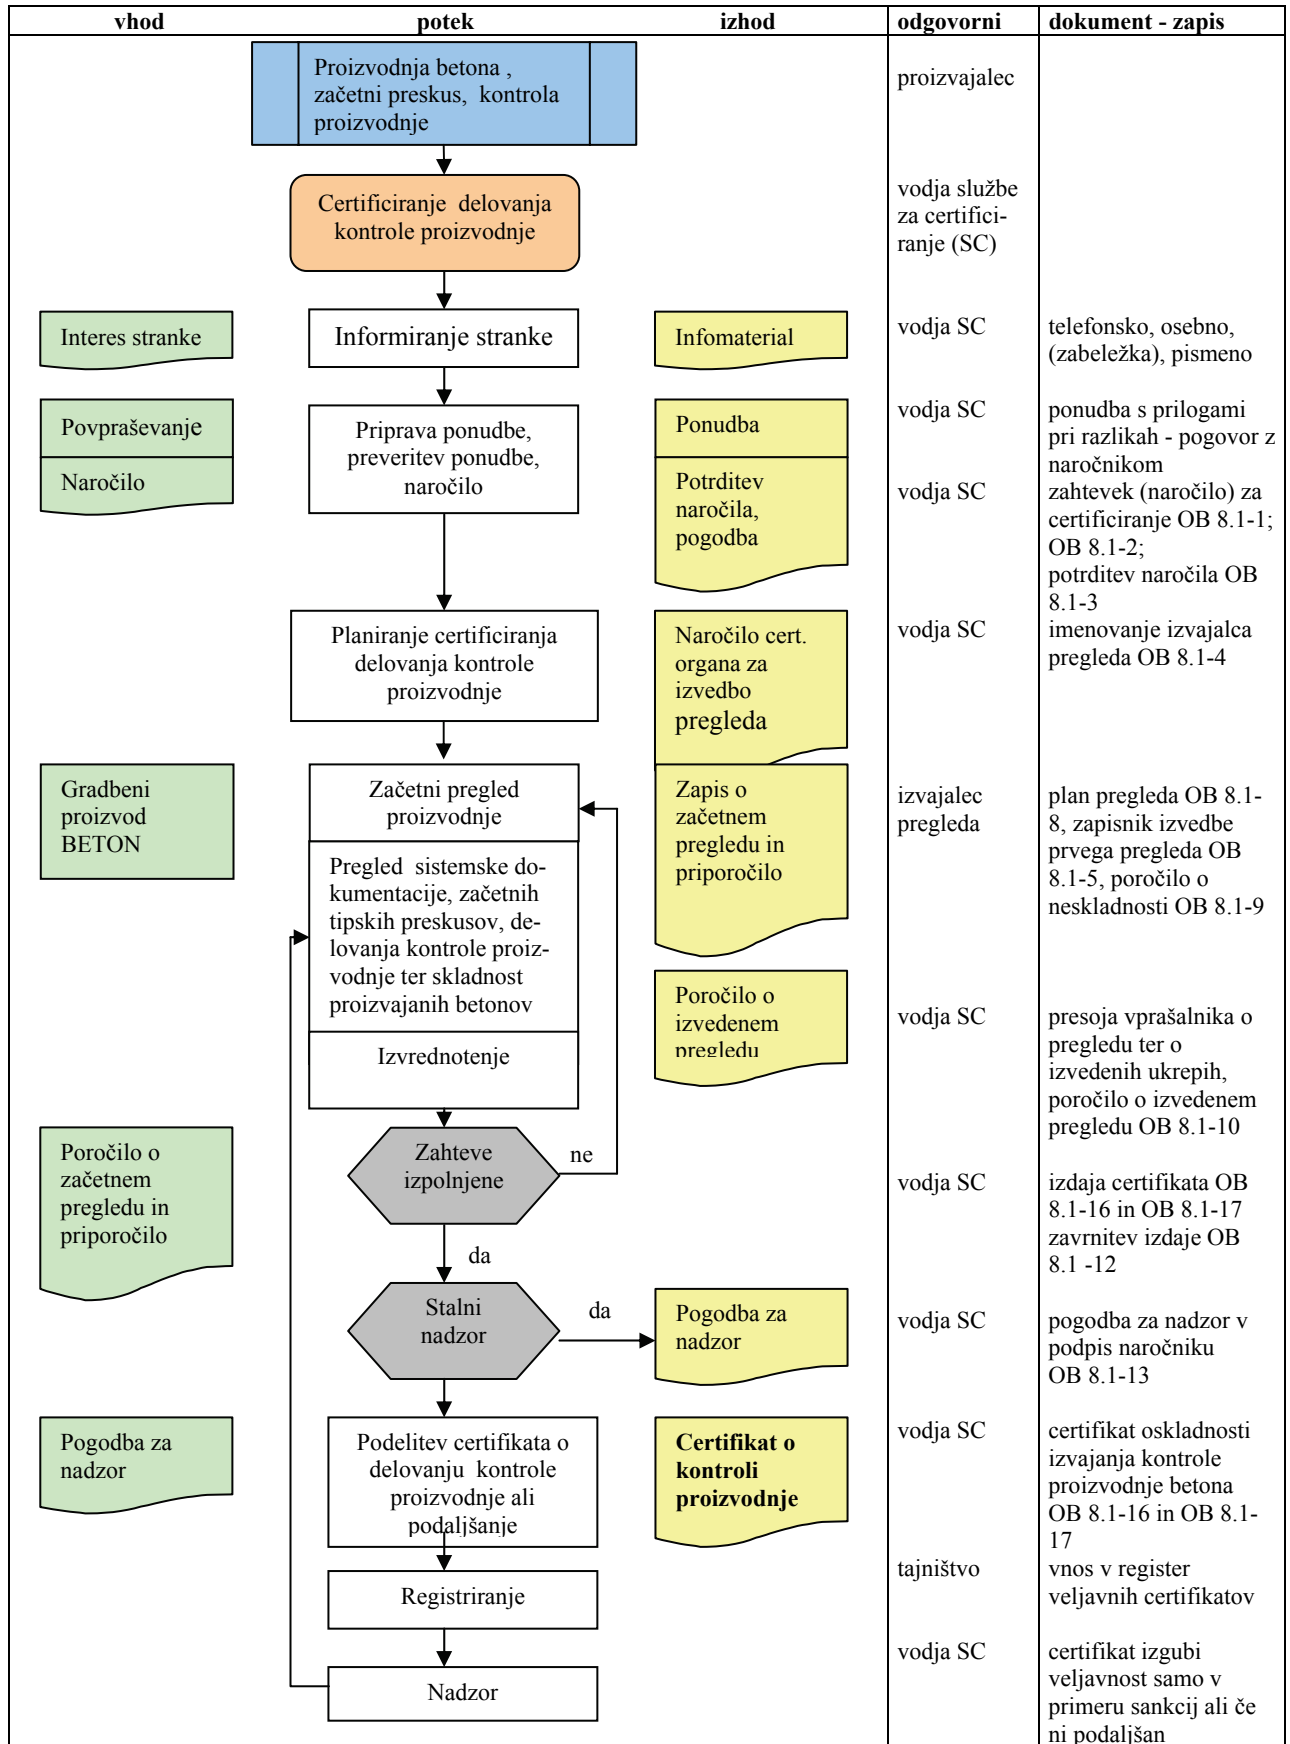 vhod potek izhod odgovorni dokument - zapis
Proizvodnja betona ,
začetni preskus, kontrola
proizvodnje
proizvajalec
Certificiranje delovanja
kontrole proizvodnje
vodja službe
za certifici-
ranje (SC)
Interes stranke
Informiranje stranke
Infomaterial
vodja SC
telefonsko, osebno,
(zabeležka), pismeno
Povpraševanje
Naročilo
Priprava ponudbe,
preveritev ponudbe,
naročilo
Ponudba
Potrditev
naročila,
pogodba
vodja SC
vodja SC
ponudba s prilogami
pri razlikah - pogovor z
naročnikom
zahtevek (naročilo) za
certificiranje OB 8.1-1;
OB 8.1-2;
potrditev naročila OB
8.1-3
Planiranje certificiranja
delovanja kontrole
proizvodnje
Naročilo cert.
organa za
izvedbo
pregleda
vodja SC
imenovanje izvajalca
pregleda OB 8.1-4
Gradbeni
proizvod
BETON
Začetni pregled
proizvodnje
Pregled sistemske do-
kumentacije, začetnih
tipskih preskusov, de-
lovanja kontrole proiz-
vodnje ter skladnost
proizvajanih betonov
Izvrednotenje
Zapis o
začetnem
pregledu in
priporočilo
izvajalec
pregleda
plan pregleda OB 8.1-
8, zapisnik izvedbe
prvega pregleda OB
8.1-5, poročilo o
neskladnosti OB 8.1-9
Poročilo o
izvedenem
pregledu
vodja SC
presoja vprašalnika o
pregledu ter o
izvedenih ukrepih,
poročilo o izvedenem
pregledu OB 8.1-10
Poročilo o
začetnem
pregledu in
priporočilo
Zahteve
izpolnjene
ne
da
vodja SC
izdaja certifikata OB
8.1-16 in OB 8.1-17
zavrnitev izdaje OB
8.1 -12
Stalni
nadzor
da
Pogodba za
nadzor
vodja SC
pogodba za nadzor v
podpis naročniku
OB 8.1-13
Pogodba za
nadzor
Podelitev certifikata o
delovanju kontrole
proizvodnje ali
podaljšanje
Certifikat o
kontroli
proizvodnje
vodja SC
certifikat oskladnosti
izvajanja kontrole
proizvodnje betona
OB 8.1-16 in OB 8.1-
17
Registriranje
tajništvo
vnos v register
veljavnih certifikatov
Nadzor
vodja SC
certifikat izgubi
veljavnost samo v
primeru sankcij ali če
ni podaljšan